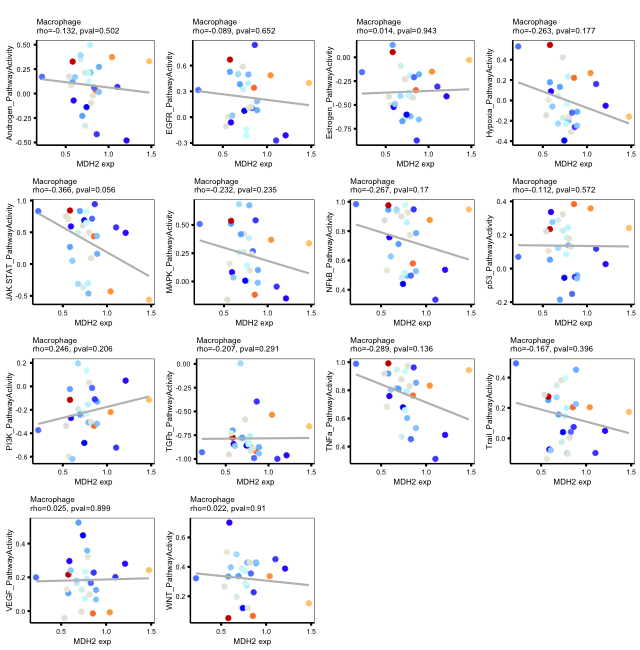 Macrophage
rho=-0.132, pval=0.502
Androgen_PathwayActivity
0.50
0.25
0.00
-0.25
-0.50
0.5 1.0 1.5
MDH2 exp
Macrophage
rho=-0.089, pval=0.652
EGFR_PathwayActivity
0.6
0.3
0.0
-0.3
0.5 1.0 1.5
MDH2 exp
Macrophage
rho=0.014, pval=0.943
Estrogen_PathwayActivity
0.00
-0.25
-0.50
-0.75
0.5 1.0 1.5
MDH2 exp
Macrophage
rho=-0.263, pval=0.177
Hypoxia_PathwayActivity
0.4
0.2
0.0
-0.2
-0.4
0.5 1.0 1.5
MDH2 exp
Macrophage
rho=-0.366, pval=0.056
JAK-STAT_PathwayActivity
1.0
0.5
0.0
-0.5
0.5 1.0 1.5
MDH2 exp
Macrophage
rho=-0.232, pval=0.235
MAPK_PathwayActivity
0.50
0.25
0.00
0.5 1.0 1.5
MDH2 exp
Macrophage
rho=-0.267, pval=0.17
NFkB_PathwayActivity
1.0
0.8
0.6
0.4
0.5 1.0 1.5
MDH2 exp
Macrophage
rho=-0.112, pval=0.572
p53_PathwayActivity
0.4
0.2
0.0
-0.2
0.5 1.0 1.5
MDH2 exp
Macrophage
rho=0.246, pval=0.206
PI3K_PathwayActivity
0.2
0.0
-0.2
-0.4
-0.6
0.5 1.0 1.5
MDH2 exp
Macrophage
rho=-0.207, pval=0.291
TGFb_PathwayActivity
0.00
-0.25
-0.50
-0.75
-1.00
0.5 1.0 1.5
MDH2 exp
Macrophage
rho=-0.289, pval=0.136
TNFa_PathwayActivity
1.0
0.8
0.6
0.4
0.5 1.0 1.5
MDH2 exp
Macrophage
rho=-0.167, pval=0.396
Trail_PathwayActivity
0.4
0.2
0.0
0.5 1.0 1.5
MDH2 exp
Macrophage
rho=0.025, pval=0.899
VEGF_PathwayActivity
0.4
0.2
0.0
0.5 1.0 1.5
MDH2 exp
Macrophage
rho=0.022, pval=0.91
WNT_PathwayActivity
0.6
0.4
0.2
0.5 1.0 1.5
MDH2 exp